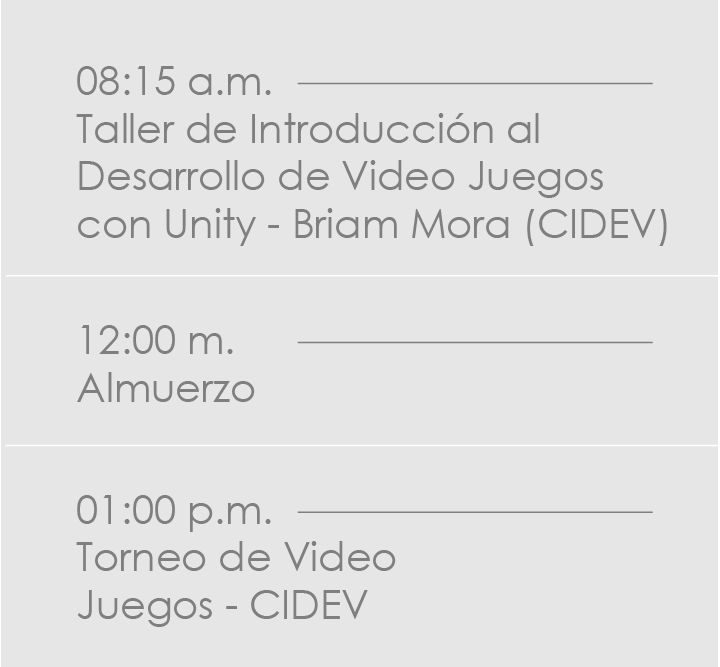 08:15 a.m.
Taller de Introducción al
Desarrollo de Video Juegos
con Unity - Briam Mora (CIDEV)
12:00 m.
Almuerzo
01:00 p.m.
Torneo de Video
Juegos - CIDEV